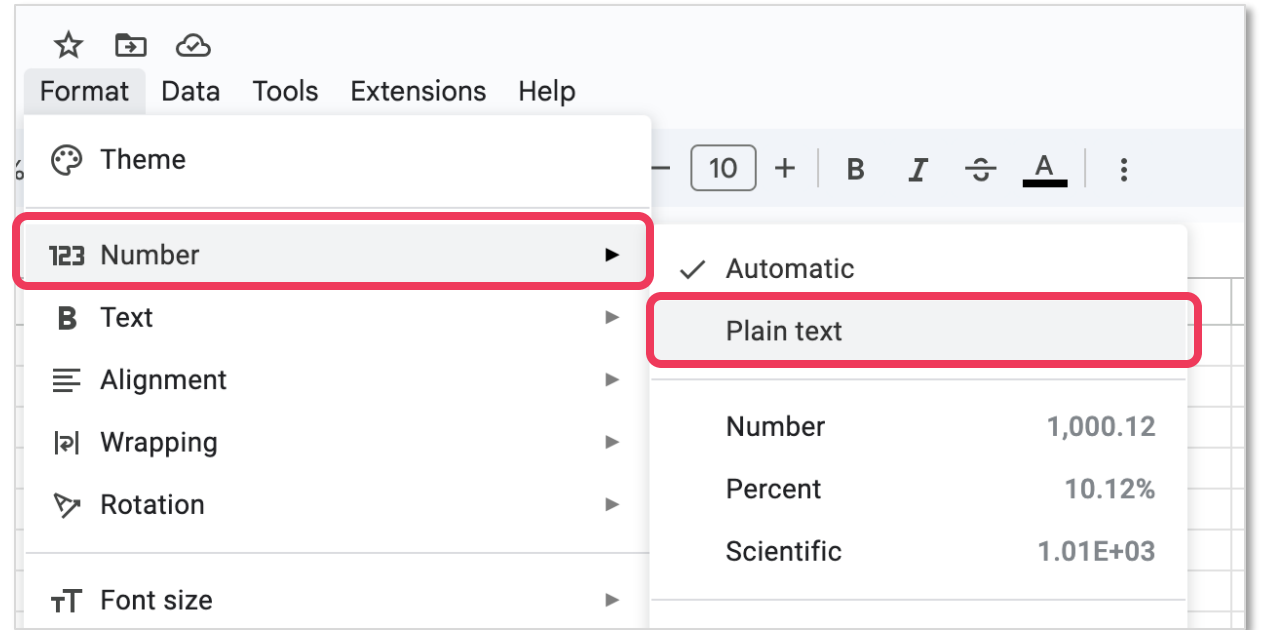 Format Data Tools Extensions Help
Theme
10 B I S A
123 Number
Automatic
B Text
Plain text
Alignment
Number 1,000.12
Wrapping
Percent 10.12%
Rotation
Scientific 1.01E+03
TT Font size